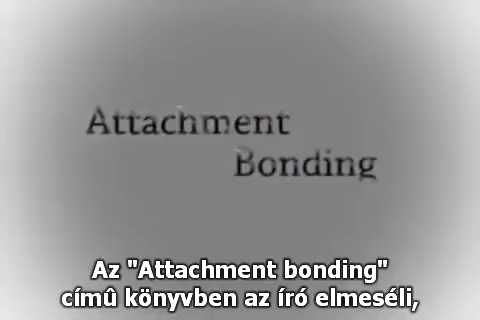 Attachment
Bonding
Az "Attachment bonding"
címû könyvben az író elmeséli,